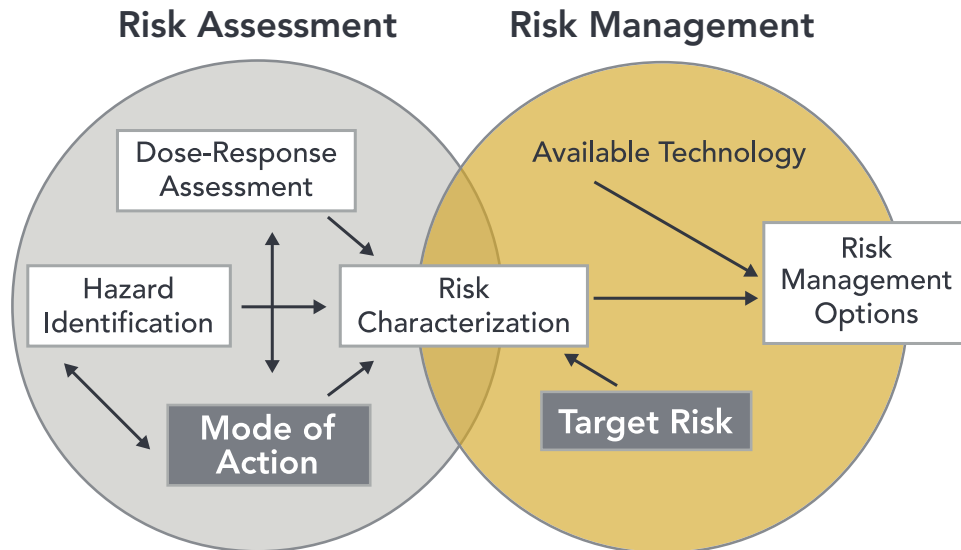 Risk Assessment
Risk Management
Dose-Response
Assessment
Available Technology
Hazard
Identification
Risk
Characterization
Risk
Management
Options
Mode of
Action
Target Risk